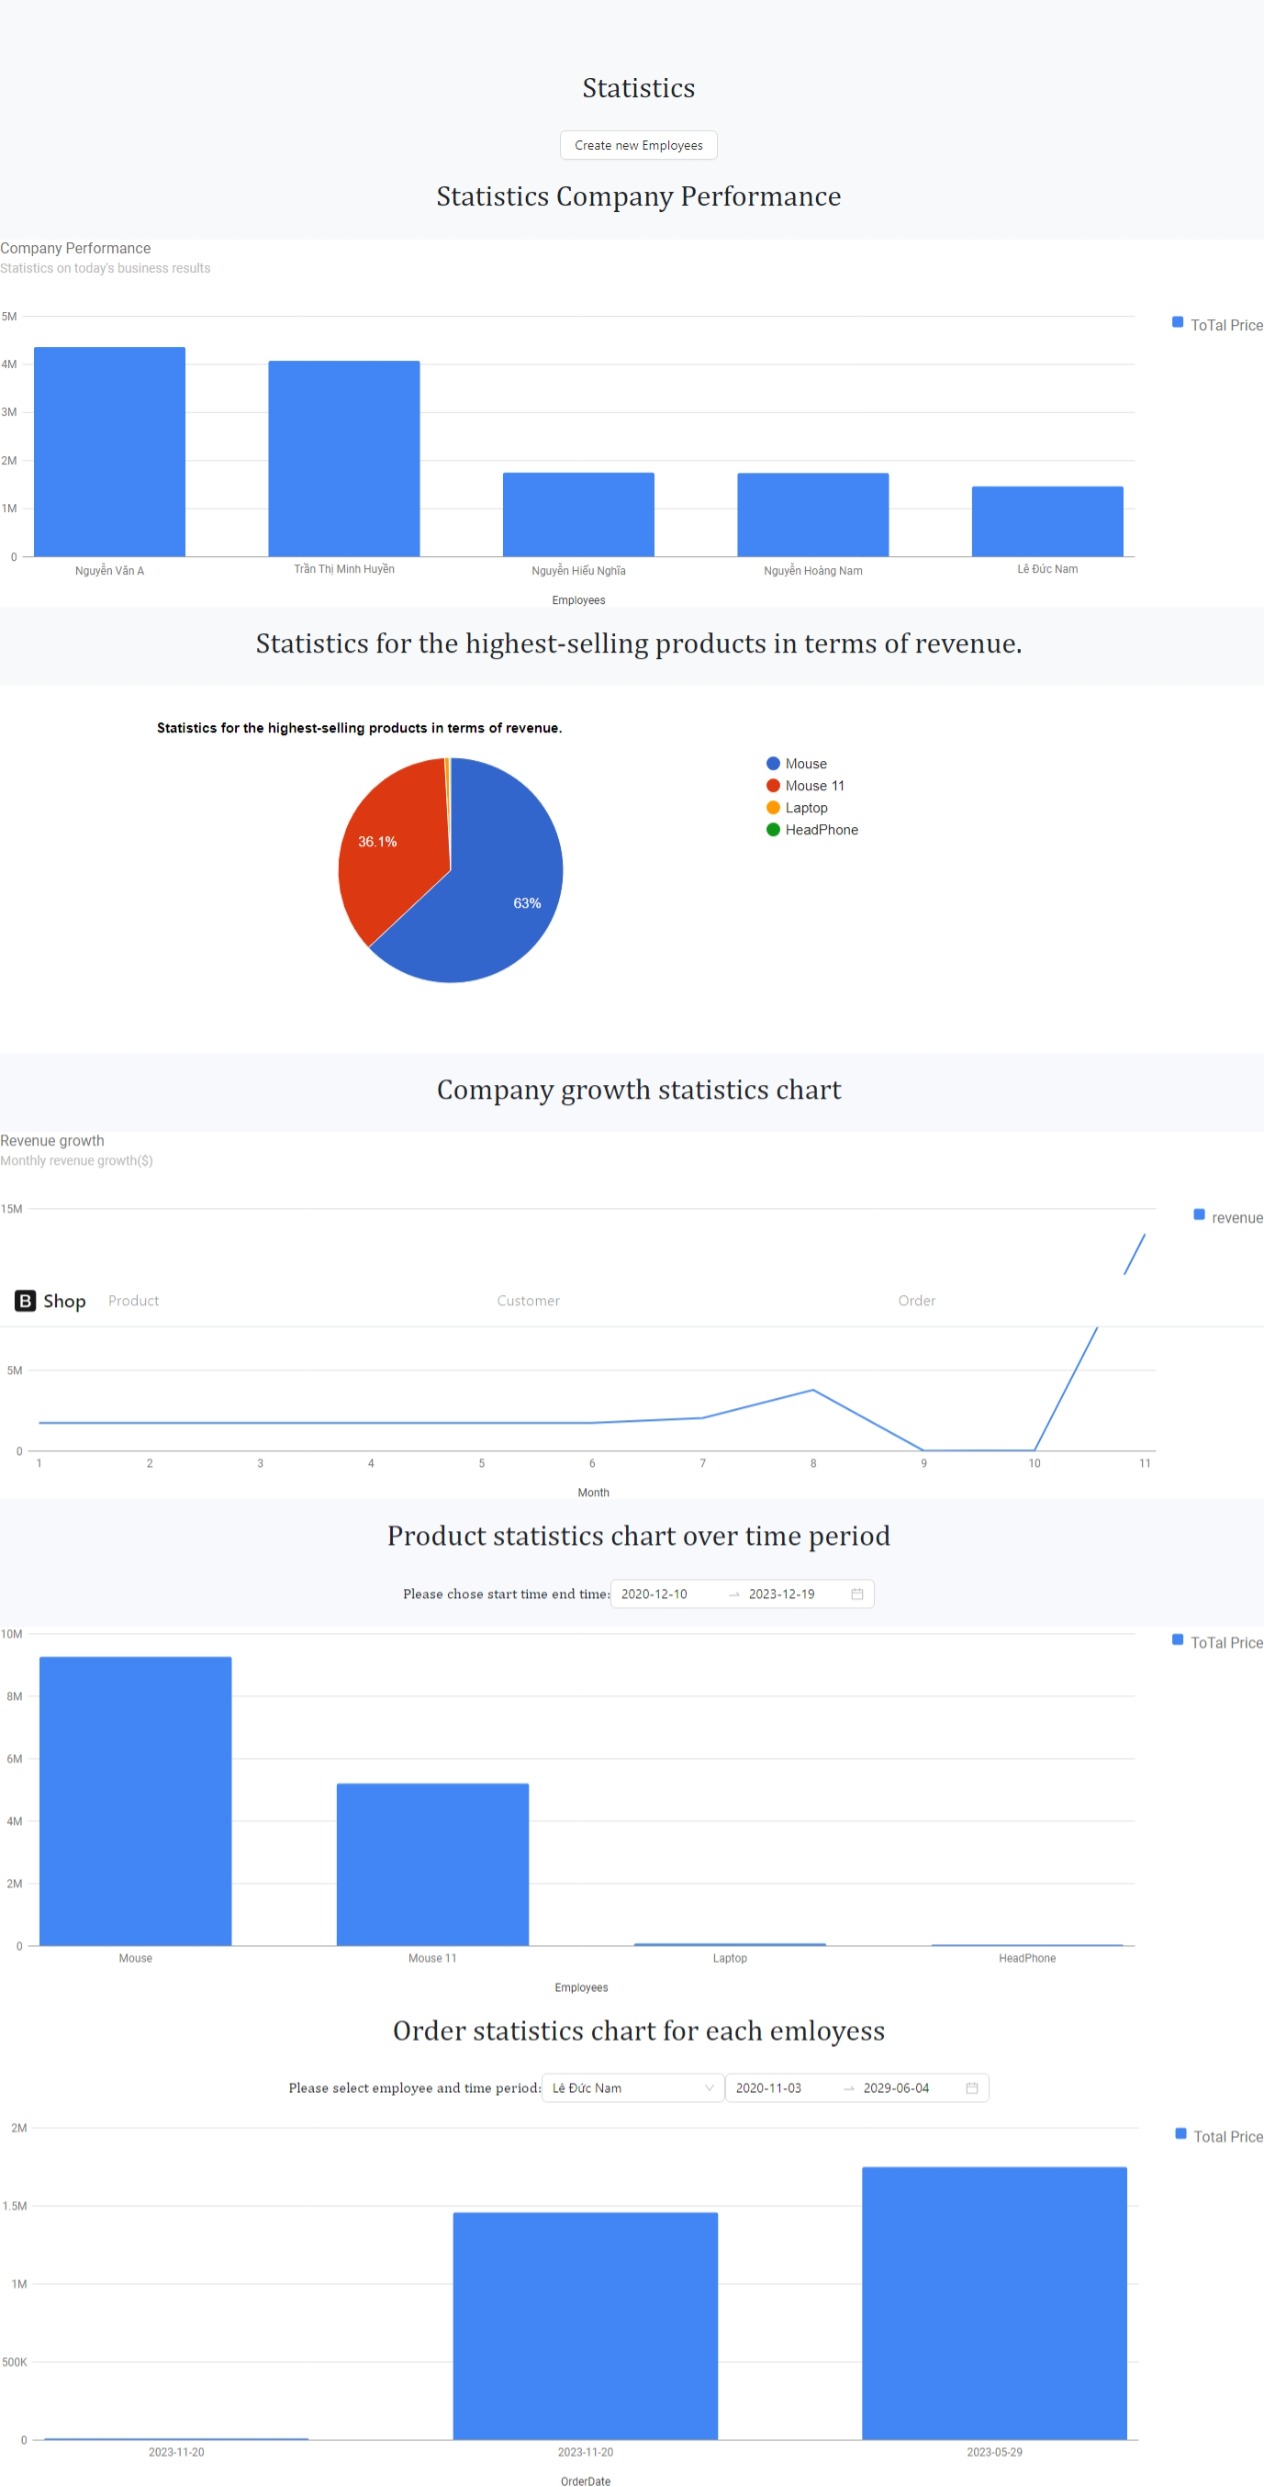 Statistics
Create new Employees
Statistics Company Performance
Company Performance
Statistics on today's business results
5M
ToTal Price
4M
3M
2M
1M
0
Nguyễn Văn A
Trần Thị Minh Huyền
Nguyễn Hiếu Nghĩa
Nguyễn Hoàng Nam
Lê Đức Nam
Employees
Statistics for the highest-selling products in terms of revenue.
Statistics for the highest-selling products in terms of revenue.
Mouse
Mouse 11
Laptop
HeadPhone
36.1%
63%
Company growth statistics chart
Revenue growth
Monthly revenue growth($)
15M
revenue
B Shop Product Customer Order
5M
0
1 2 3 4 5 6 7 8 9 10 11
Month
Product statistics chart over time period
Please chose start time end time: 2020-12-10 → 2023-12-19
10M
ToTal Price
8M
6M
4M
2M
0
Mouse Mouse 11 Laptop HeadPhone
Employees
Order statistics chart for each emloyess
Please select employee and time period: Lê Đức Nam 2020-11-03 → 2029-06-04
2M
Total Price
1.5M
1M
500K
0
2023-11-20 2023-11-20 2023-05-29
OrderDate